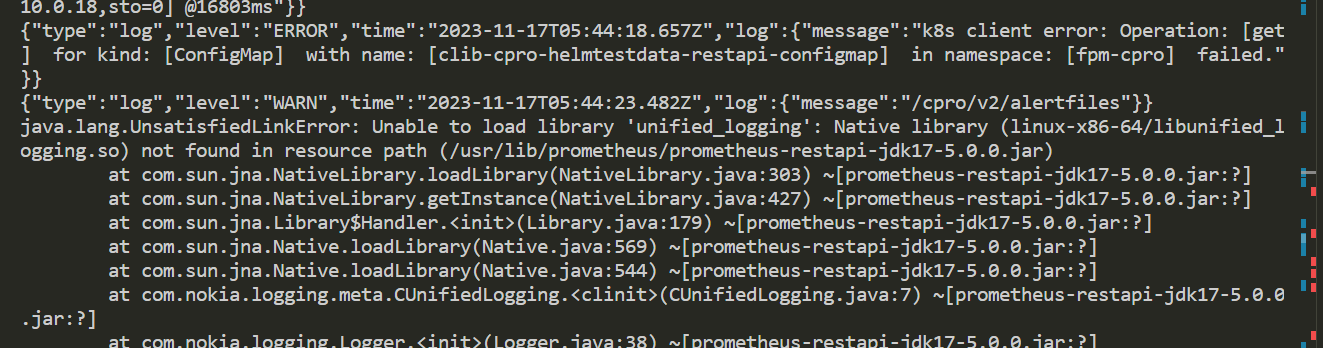 10.0.18,sto=0] @16803ms"}}
{"type":"log","level":"ERROR","time":"2023-11-17T05:44:18.657Z","log":{"message":"k8s client error: Operation: [get
]  for kind: [ConfigMap]  with name: [clib-cpro-helmtestdata-restapi-configmap]  in namespace: [fpm-cpro]  failed."
}}
{"type":"log","level":"WARN","time":"2023-11-17T05:44:23.482Z","log":{"message":"/cpro/v2/alertfiles"}}
java.lang.UnsatisfiedLinkError: Unable to load library 'unified_logging': Native library (linux-x86-64/libunified_l
ogging.so) not found in resource path (/usr/lib/prometheus/prometheus-restapi-jdk17-5.0.0.jar)
        at com.sun.jna.NativeLibrary.loadLibrary(NativeLibrary.java:303) ~[prometheus-restapi-jdk17-5.0.0.jar:?]
        at com.sun.jna.NativeLibrary.getInstance(NativeLibrary.java:427) ~[prometheus-restapi-jdk17-5.0.0.jar:?]
        at com.sun.jna.Library$Handler.<init>(Library.java:179) ~[prometheus-restapi-jdk17-5.0.0.jar:?]
        at com.sun.jna.Native.loadLibrary(Native.java:569) ~[prometheus-restapi-jdk17-5.0.0.jar:?]
        at com.sun.jna.Native.loadLibrary(Native.java:544) ~[prometheus-restapi-jdk17-5.0.0.jar:?]
        at com.nokia.logging.meta.CUnifiedLogging.<clinit>(CUnifiedLogging.java:7) ~[prometheus-restapi-jdk17-5.0.0
.jar:?]
        at com.nokia.logging.Logger.<init>(Logger.java:38) ~[prometheus-restapi-jdk17-5.0.0.jar:?]